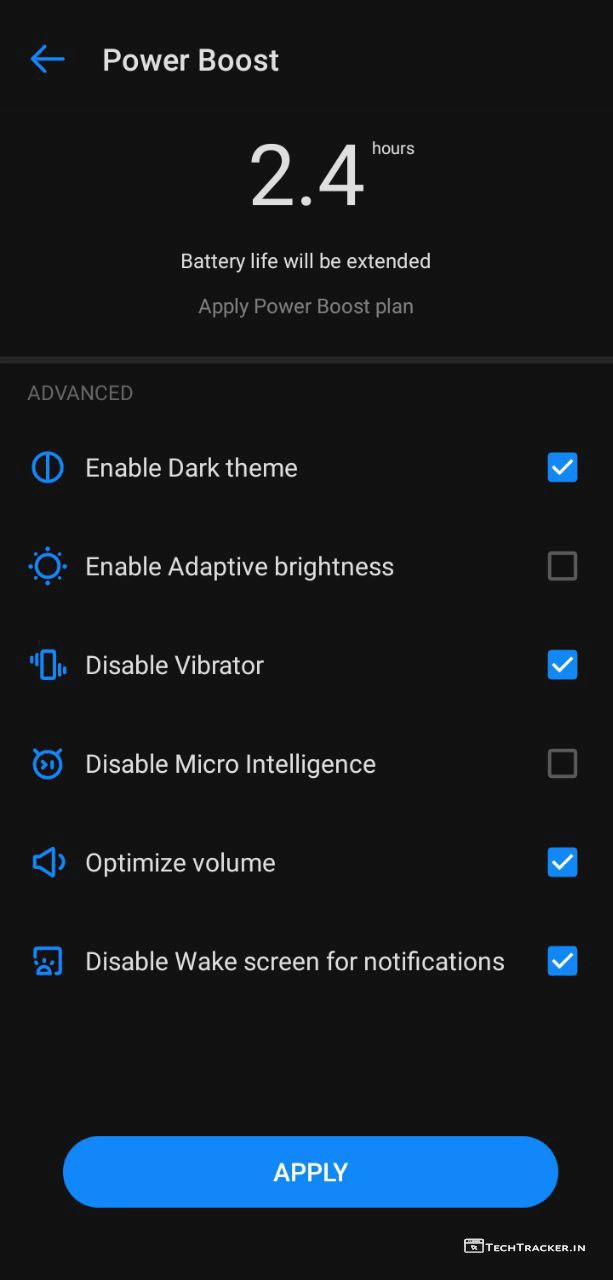 Power Boost
2.4 hours
Battery life will be extended
Apply Power Boost plan
ADVANCED
Enable Dark theme
Enable Adaptive brightness
Disable Vibrator
Disable Micro Intelligence
Optimize volume
Disable Wake screen for notifications
APPLY
TECHTRACKER.IN